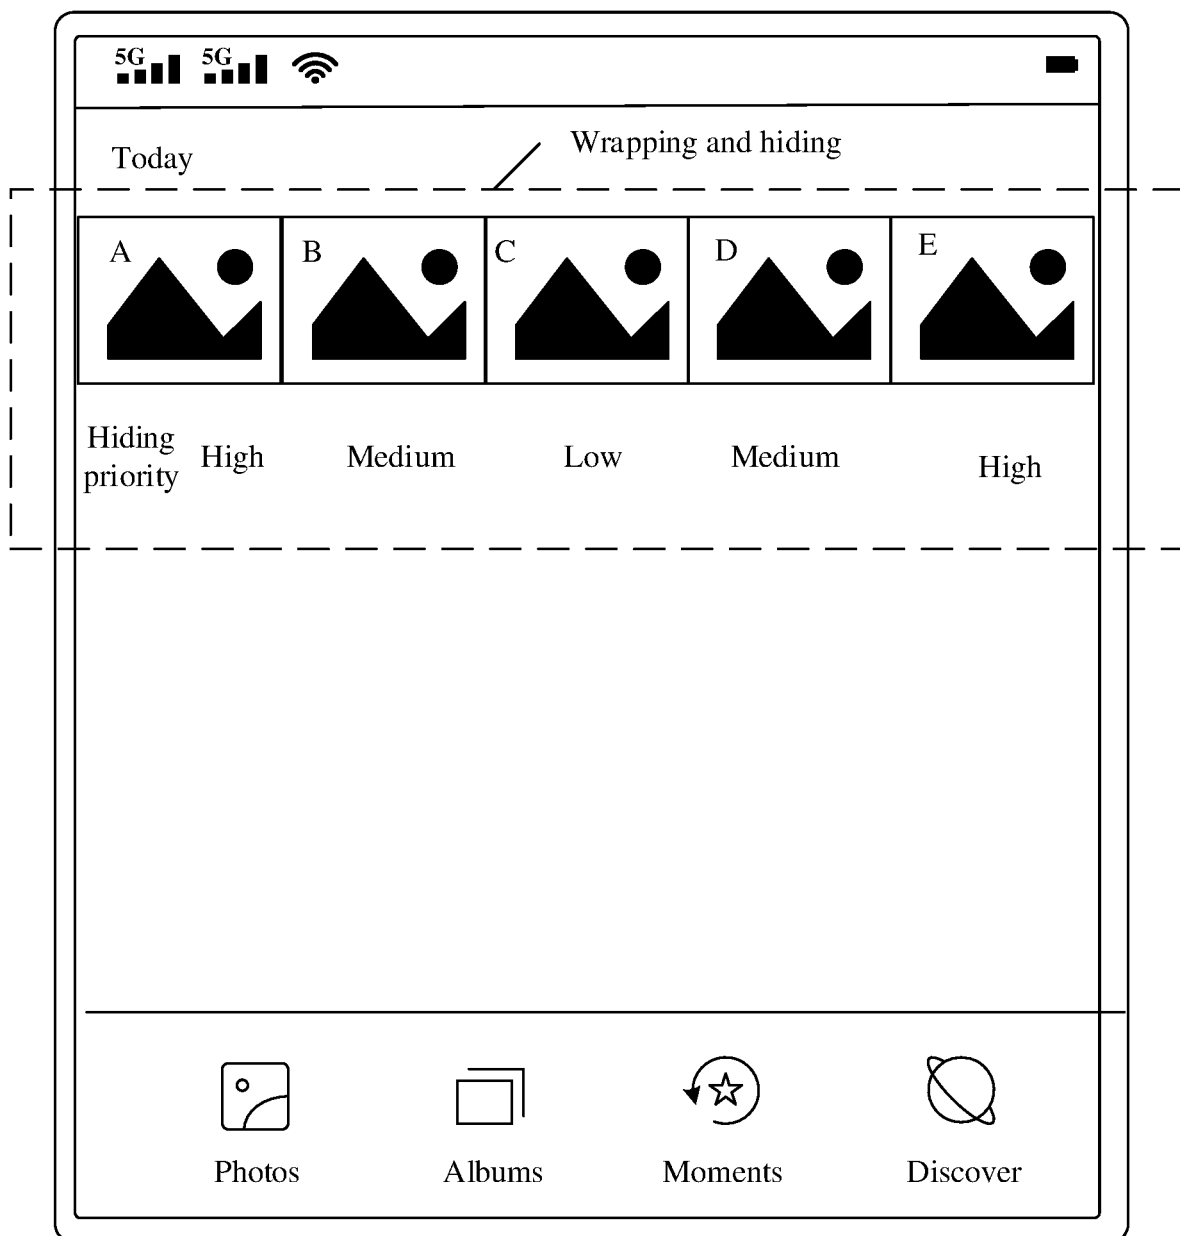 5G 5G
Wrapping and hiding
Today
A B C D E
Hiding
priority High Medium Low Medium High
Photos Albums Moments Discover